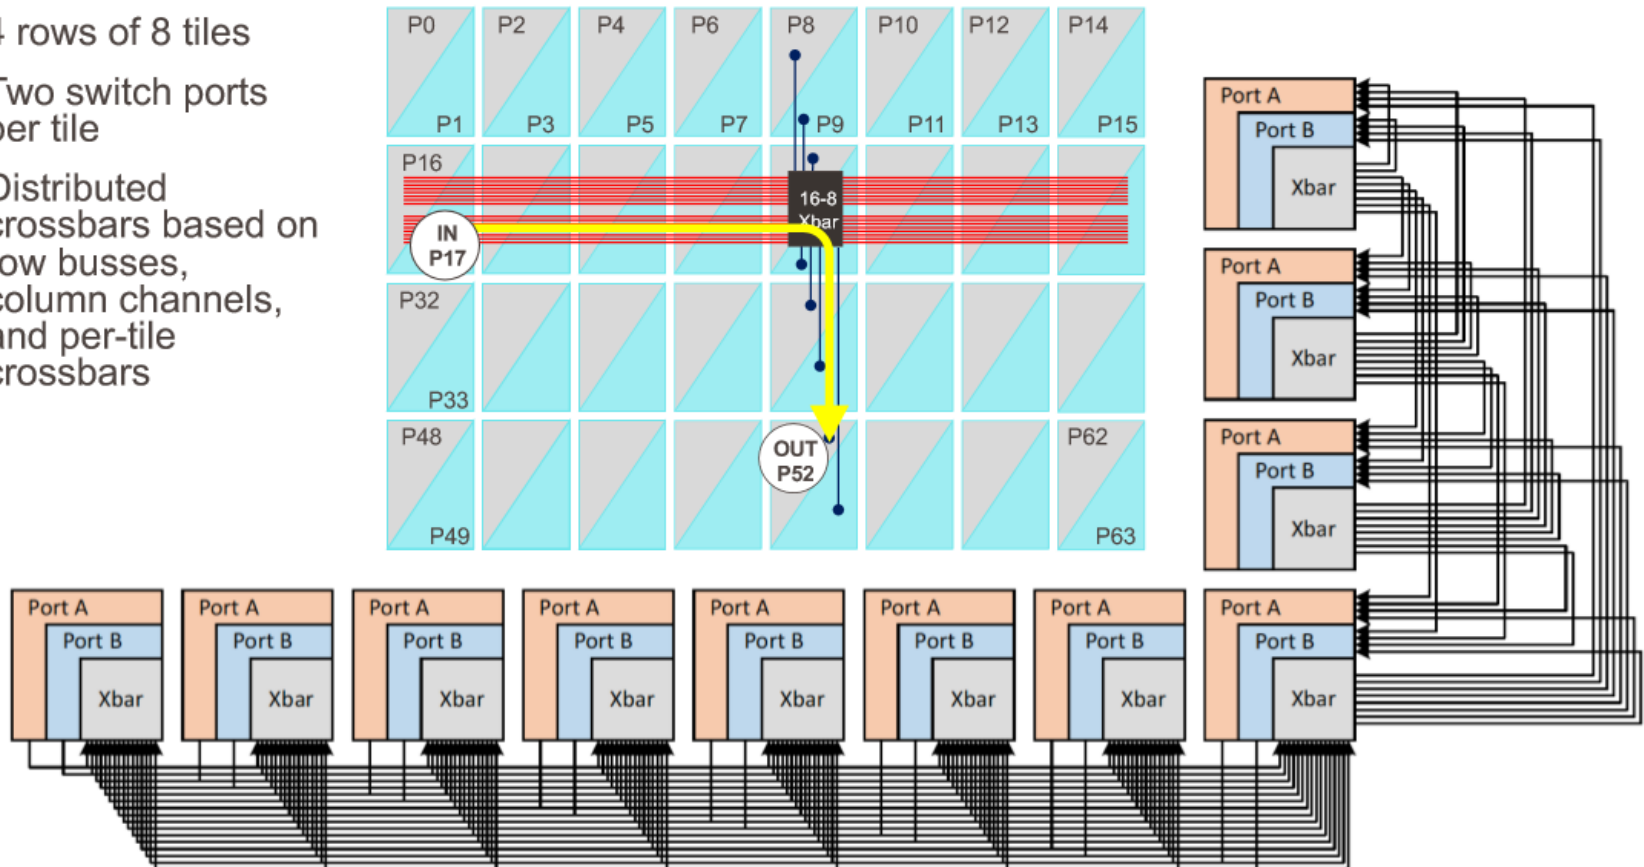 4 rows of 8 tiles
Two switch ports
per tile
Distributed
crossbars based on
row busses,
column channels,
and per-tile
crossbars
P0 P2 P4 P6 P8 P10 P12 P14
P1 P3 P5 P7 P9 P11 P13 P15
P16
16-8
Xbar
IN
P17
P32
P33
P48 P62
OUT
P52
P49 P63
Port A
Port B
Xbar
Port A
Port B
Xbar
Port A
Port B
Xbar
Port A Port A Port A Port A Port A Port A Port A Port A
Port B Port B Port B Port B Port B Port B Port B Port B
Xbar Xbar Xbar Xbar Xbar Xbar Xbar Xbar